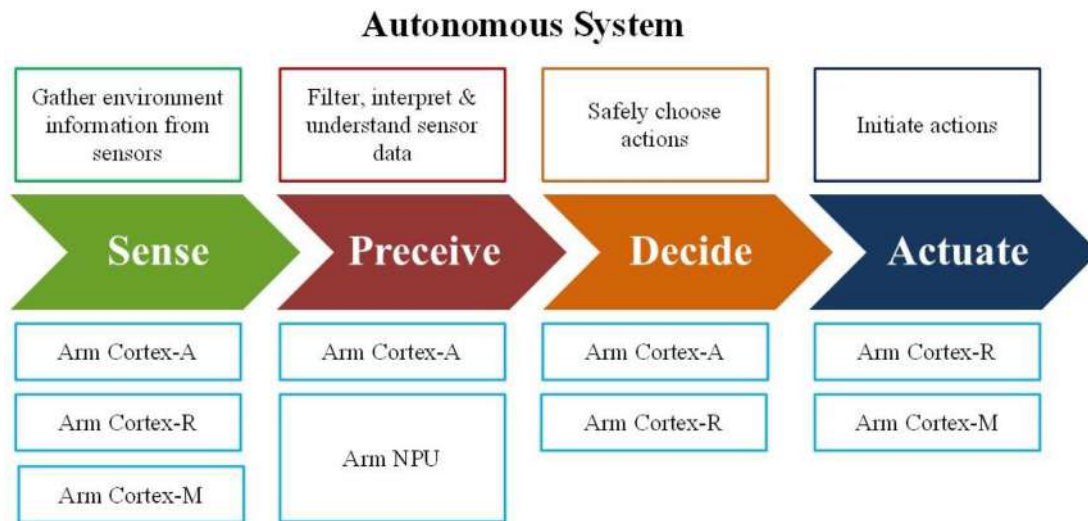 Autonomous System
Gather environment
information from
sensors
Filter, interpret &
understand sensor
data
Safely choose
actions
Initiate actions
Sense
Preceive
Decide
Actuate
Arm Cortex-A
Arm Cortex-A
Arm Cortex-A
Arm Cortex-R
Arm Cortex-R
Arm NPU
Arm Cortex-R
Arm Cortex-M
Arm Cortex-M